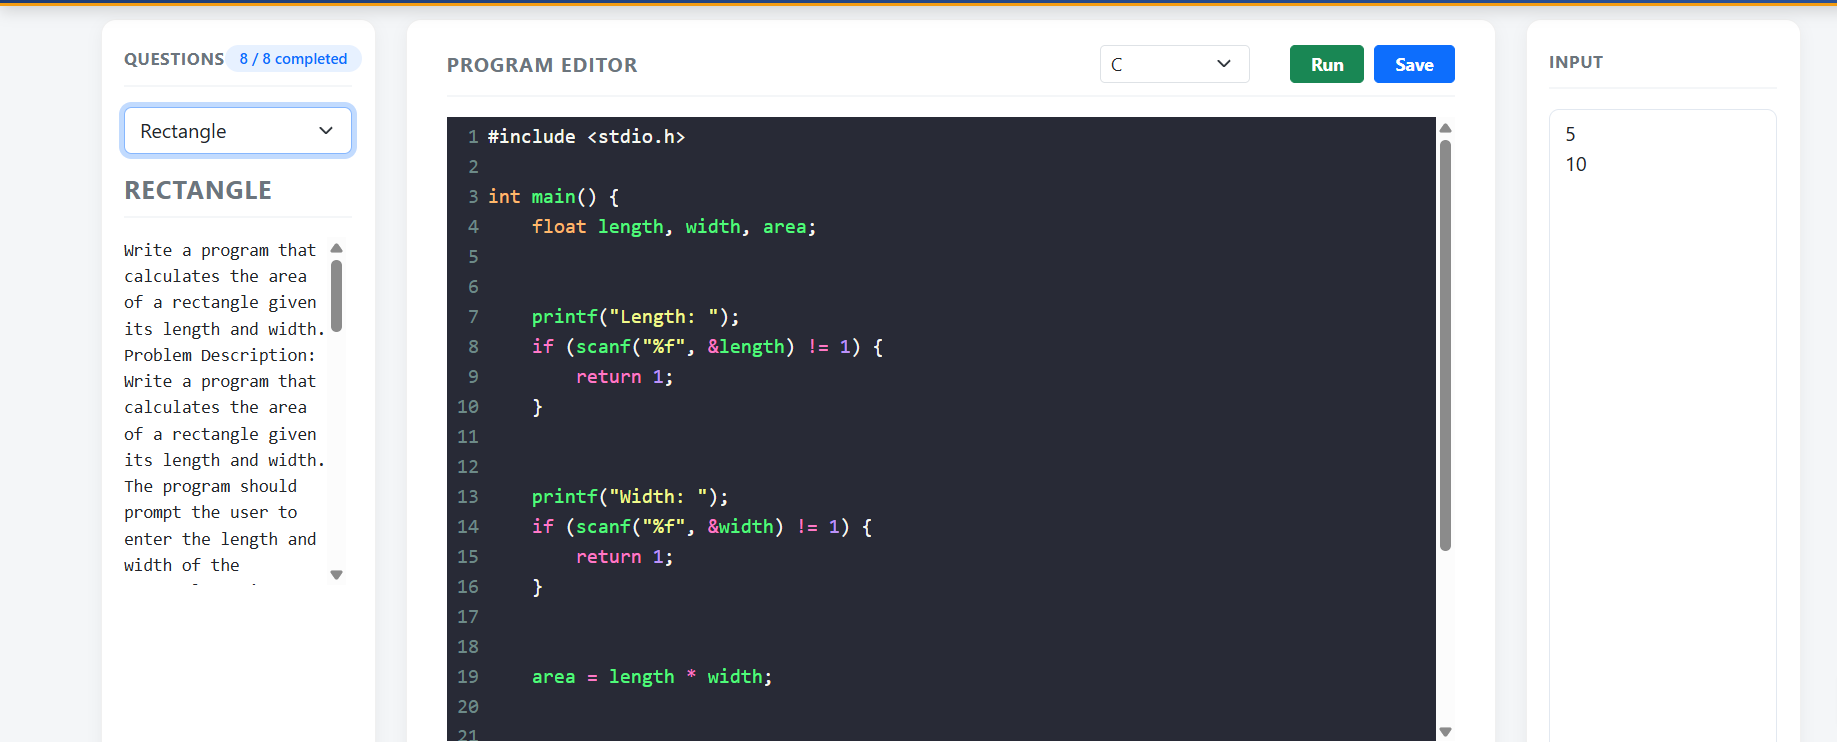 QUESTIONS 8 / 8 completed
Rectangle
RECTANGLE
Write a program that
calculates the area
of a rectangle given
its length and width.
Problem Description:
Write a program that
calculates the area
of a rectangle given
its length and width.
The program should
prompt the user to
enter the length and
width of the
PROGRAM EDITOR
C
Run
Save
1 #include <stdio.h>
2
3 int main() {
4     float length, width, area;
5
6
7     printf("Length: ");
8     if (scanf("%f", &length) != 1) {
9         return 1;
10     }
11
12
13     printf("Width: ");
14     if (scanf("%f", &width) != 1) {
15         return 1;
16     }
17
18
19     area = length * width;
20
21
INPUT
5
10